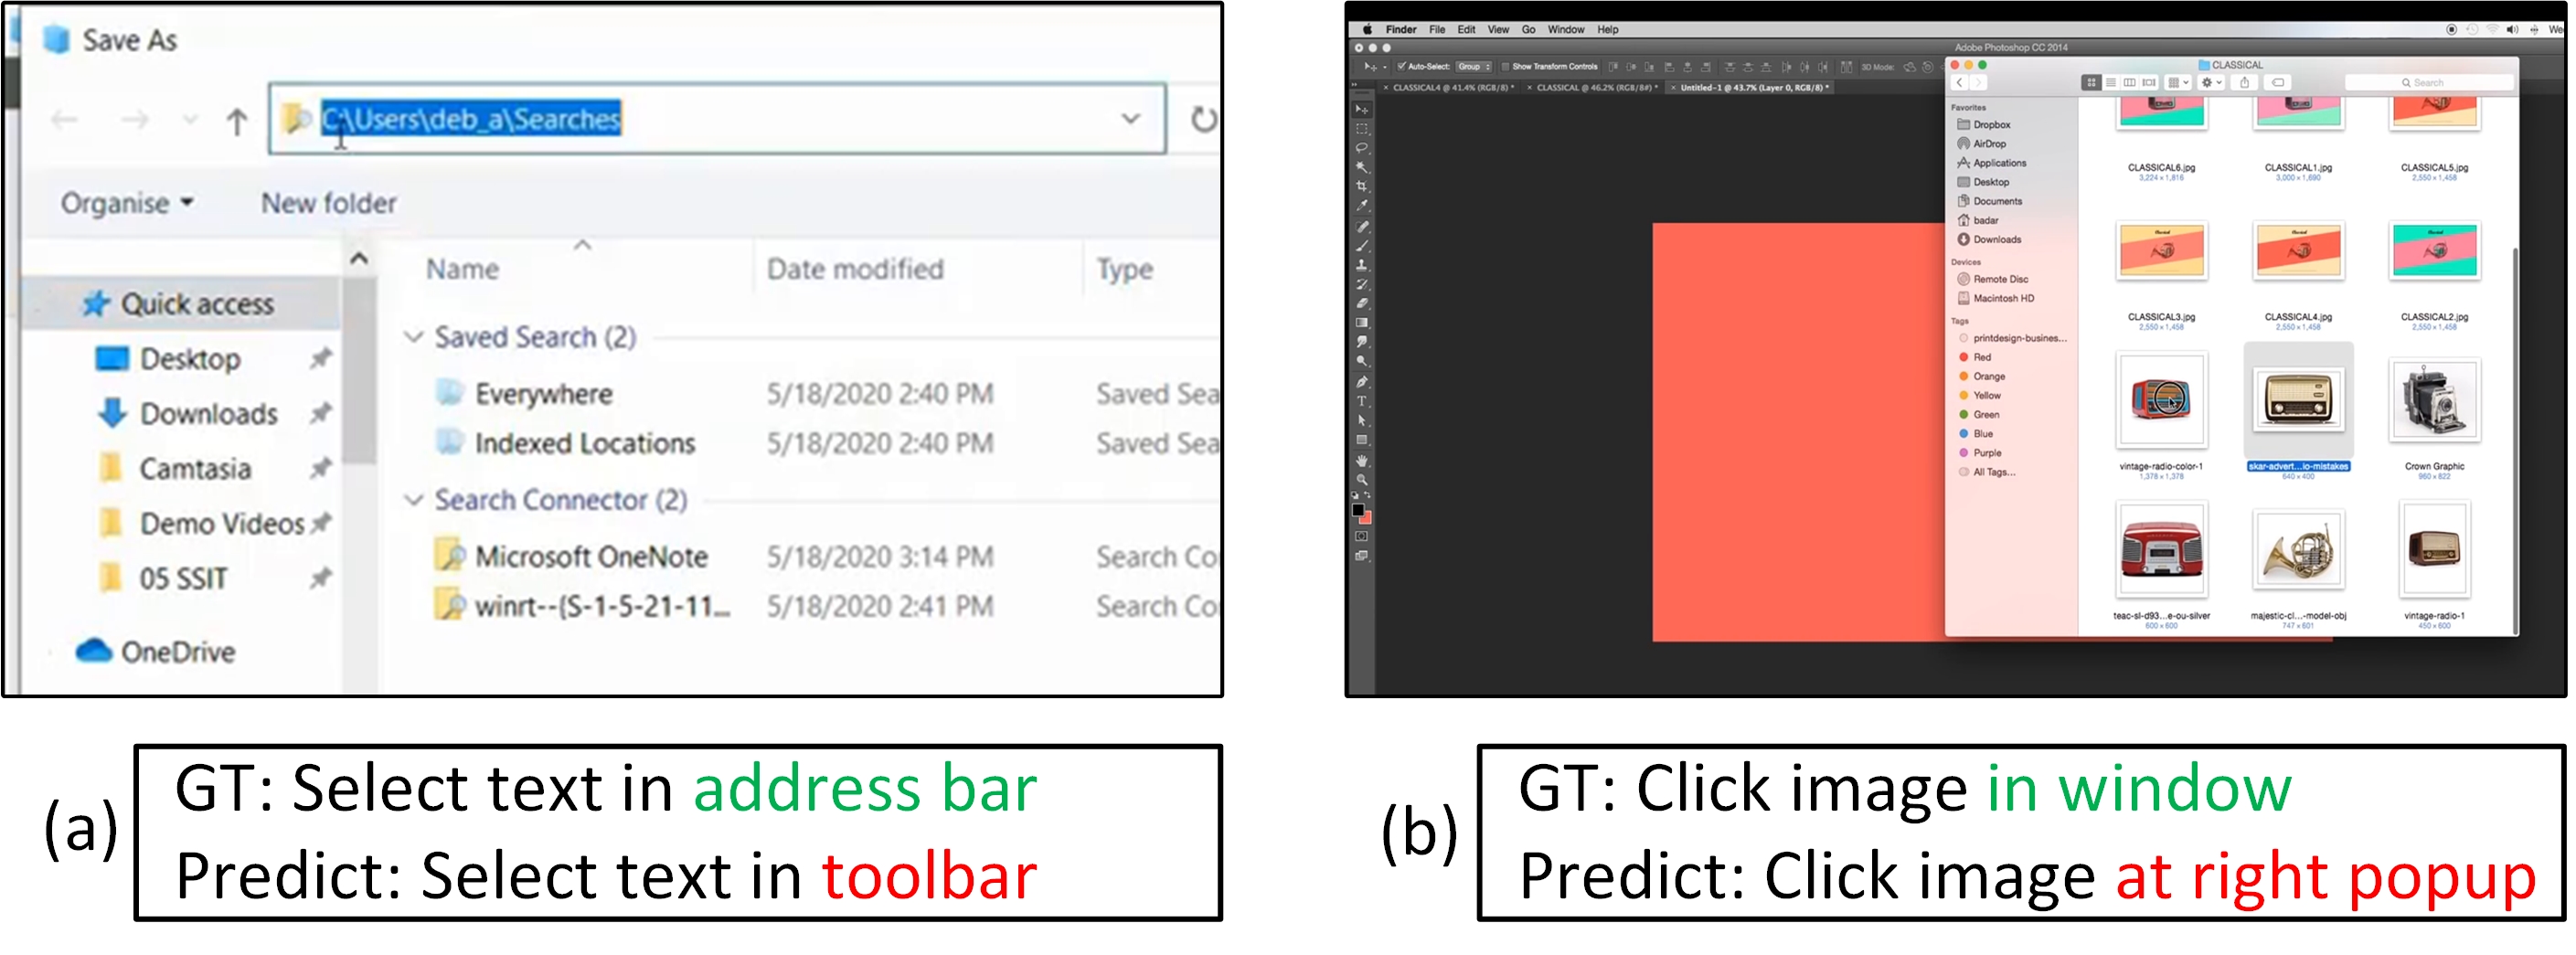 Save As
C:\Users\deb_a\Searches
Organise
New folder
Name
Date modified
Type
Quick access
Desktop
Downloads
Camtasia
Demo Videos
05 SSIT
OneDrive
Saved Search (2)
Everywhere 5/18/2020 2:40 PM Saved Sea
Indexed Locations 5/18/2020 2:40 PM Saved Sea
Search Connector (2)
Microsoft OneNote 5/18/2020 3:14 PM Search Co
winrt--{S-1-5-21-11... 5/18/2020 2:41 PM Search Co
(a)
GT: Select text in address bar
Predict: Select text in toolbar
Finder File Edit View Go Window Help
We
Adobe Photoshop CC 2014
Auto-Select: Group Show Transform Controls
3D Mode:
× CLASSICAL4 @ 41.4% (RGB/8) * × CLASSICAL @ 46.2% (RGB/8#) * × Untitled-1 @ 43.7% (Layer 0, RGB/8) *
CLASSICAL
Search
Favorites
Dropbox
AirDrop
Applications
Desktop
Documents
badar
Downloads
Devices
Remote Disc
Macintosh HD
Tags
printdesign-busines...
Red
Orange
Yellow
Green
Blue
Purple
All Tags...
CLASSICAL6.jpg CLASSICAL1.jpg CLASSICAL5.jpg
3,224 × 1,816 3,000 × 1,690 2,550 × 1,458
CLASSICAL3.jpg CLASSICAL4.jpg CLASSICAL2.jpg
2,550 × 1,458 2,550 × 1,458 2,550 × 1,458
vintage-radio-color-1 skar-advert...io-mistakes Crown Graphic
1,378 × 1,378 640 × 400 960 × 822
teac-sl-d93...e-ou-silver majestic-cl...-model-obj vintage-radio-1
600 × 600 747 × 601 450 × 600
(b)
GT: Click image in window
Predict: Click image at right popup